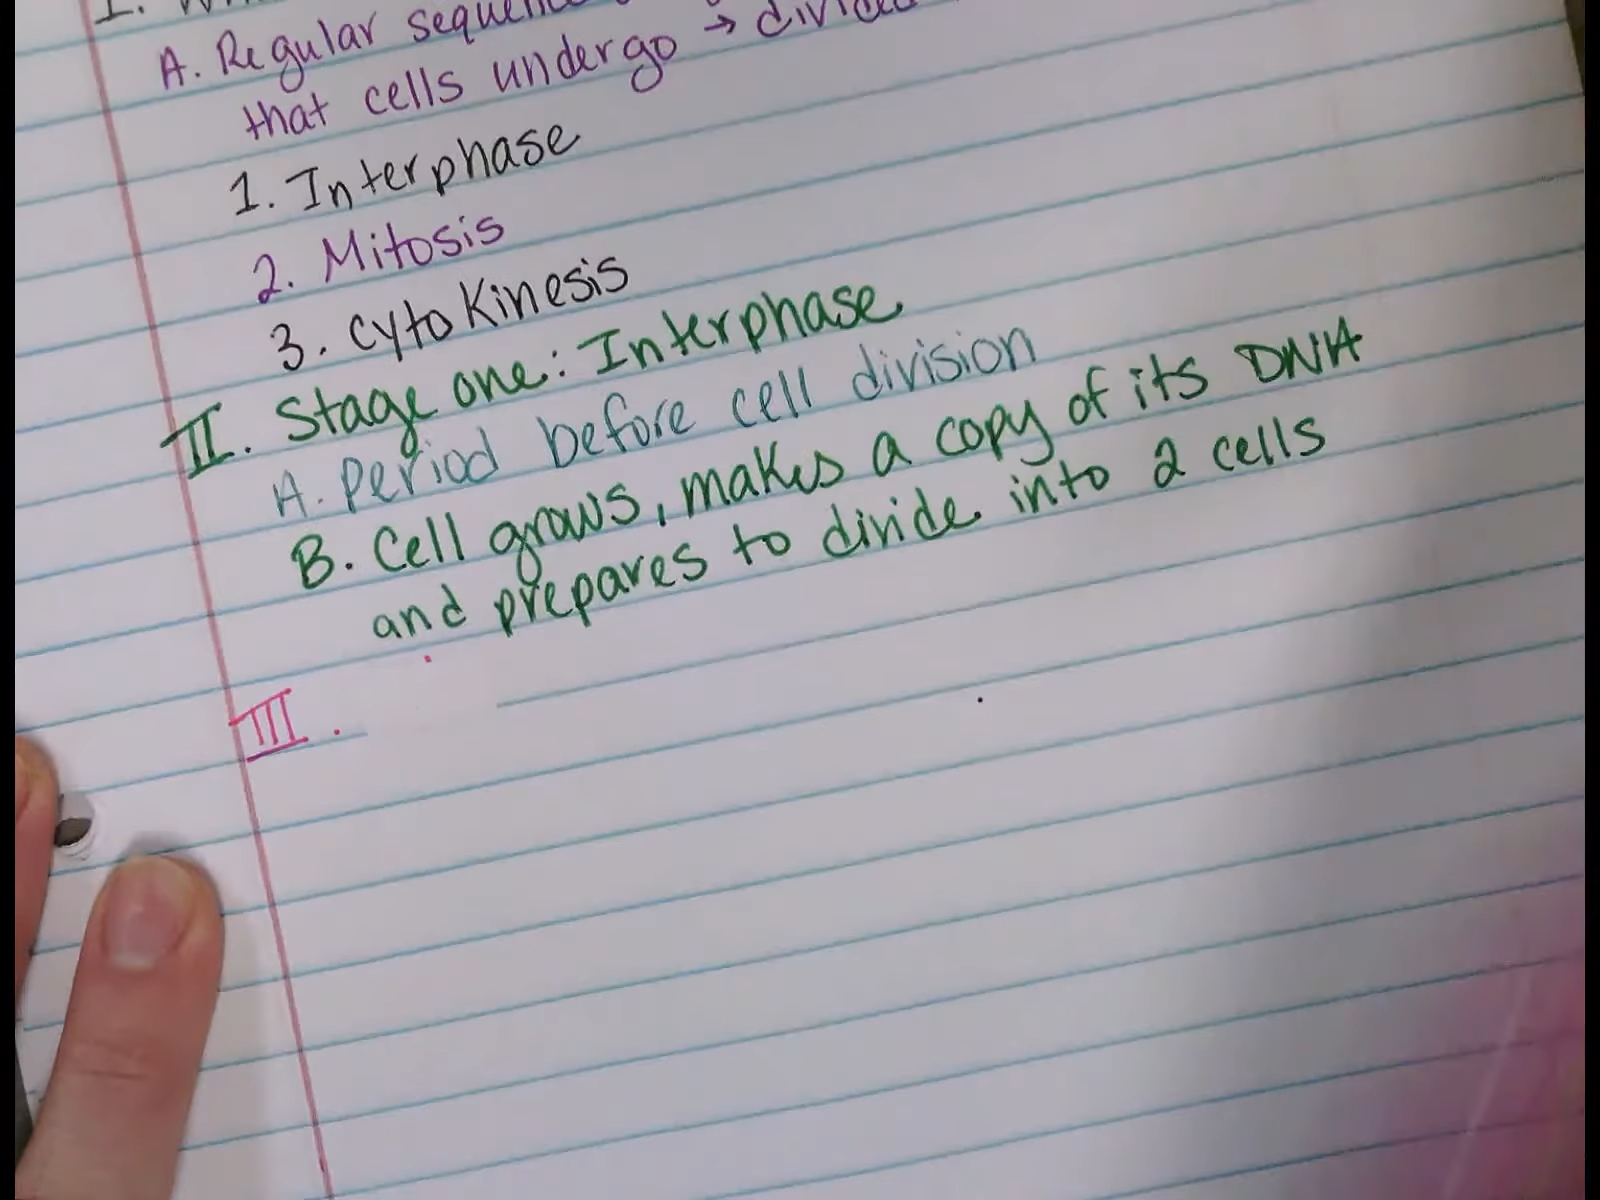 I.
A. Regular sequence
that cells undergo → divided
1. Interphase
2. Mitosis
3. Cytokinesis
II. Stage one: Interphase
A. Period before cell division
B. Cell grows, makes a copy of its DNA
and prepares to divide into 2 cells
III.